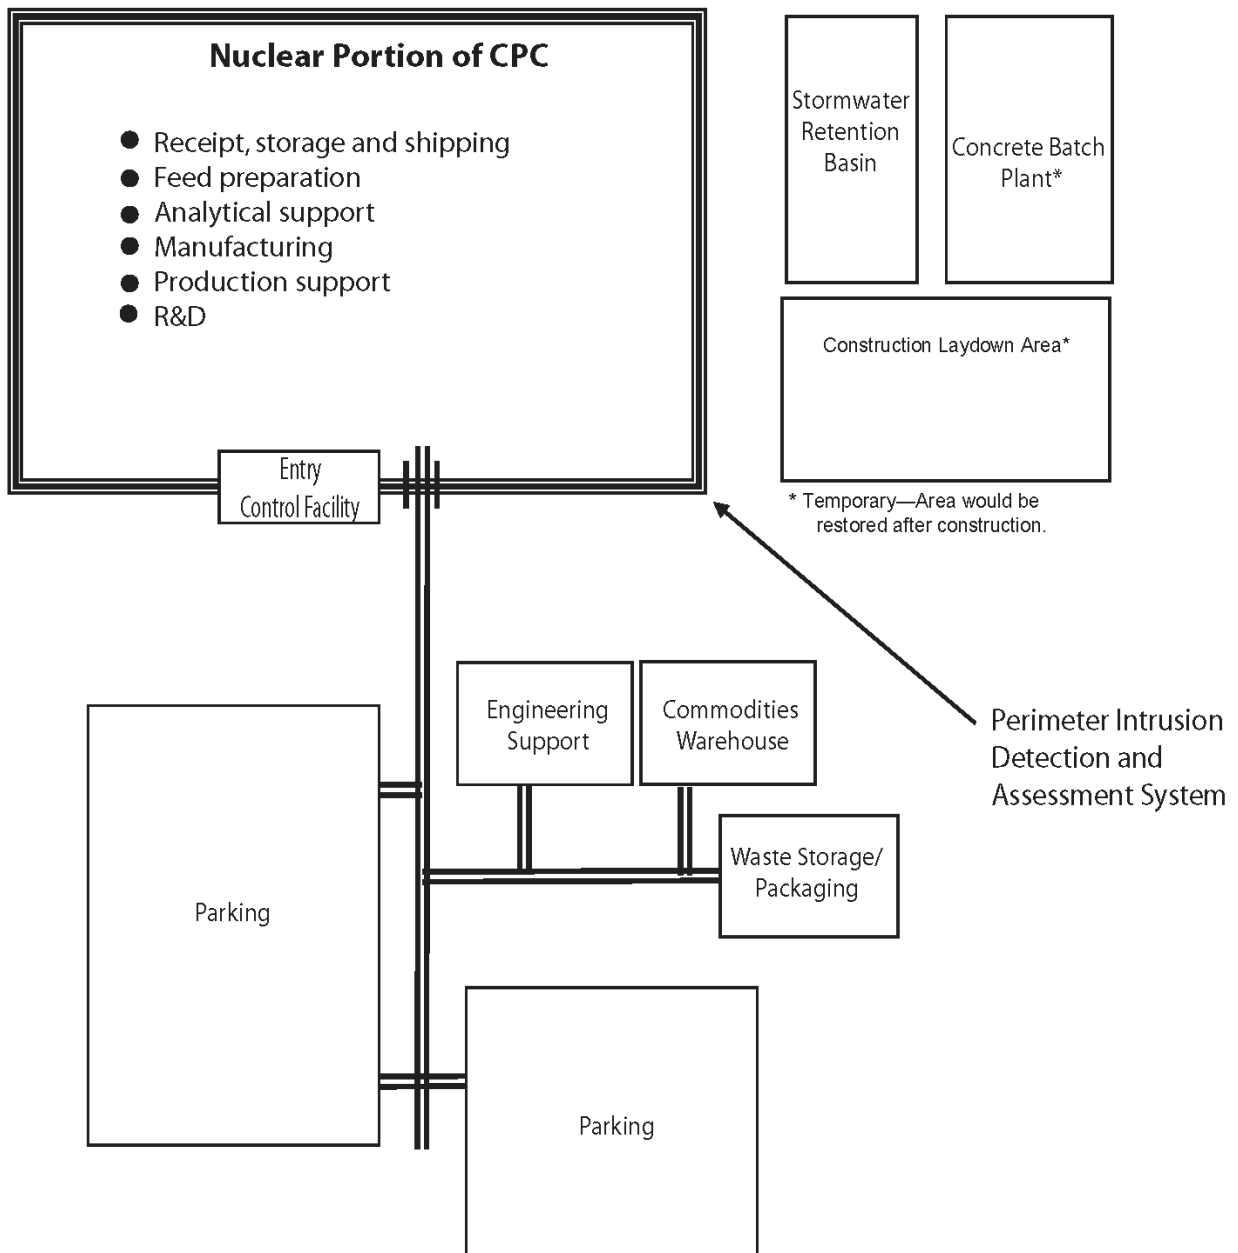 Nuclear Portion of CPC
● Receipt, storage and shipping
● Feed preparation
● Analytical support
● Manufacturing
● Production support
● R&D
Entry
Control Facility
Stormwater
Retention
Basin
Concrete Batch
Plant*
Construction Laydown Area*
* Temporary—Area would be
restored after construction.
Engineering
Support
Commodities
Warehouse
Perimeter Intrusion
Detection and
Assessment System
Waste Storage/
Packaging
Parking
Parking